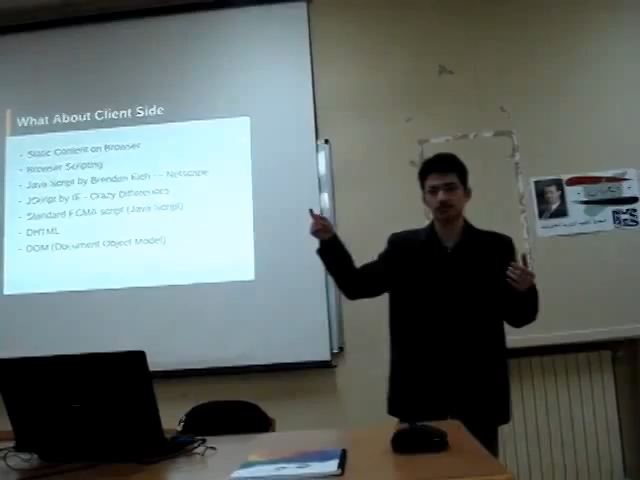 What About Client Side
- Static Content on Browser
- Browser Scripting
- Java Script by Brendan Eich --- Netscape
- JScript by IE - Crazy Differences
- Standard ECMA script (Java Script)
- DHTML
- DOM (Document Object Model)